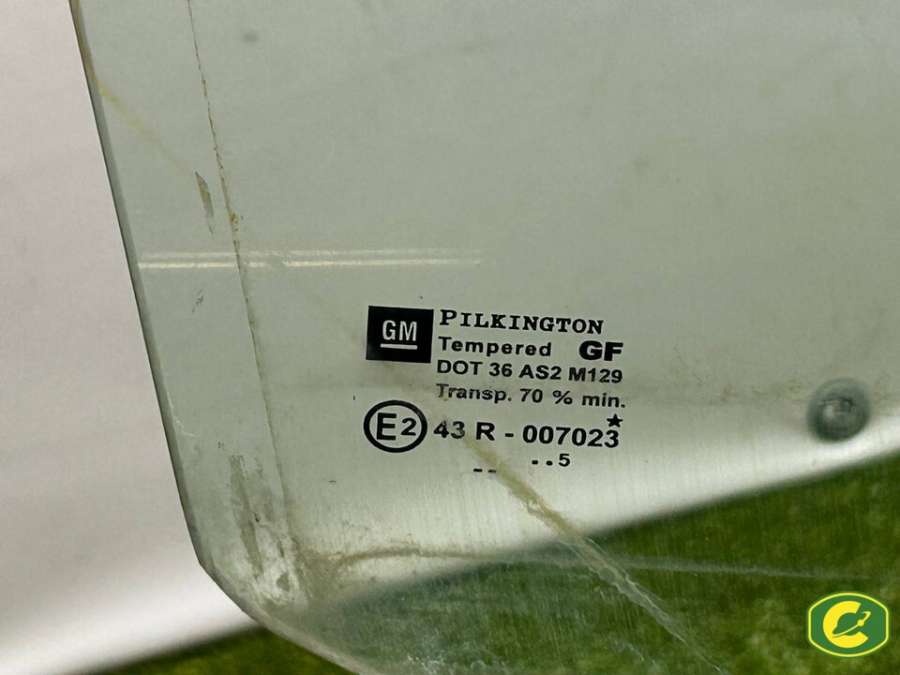 GM PILKINGTON
Tempered GF
DOT 36 AS2 M129
Transp. 70 % min.
E2 43 R - 007023
-- - - 5